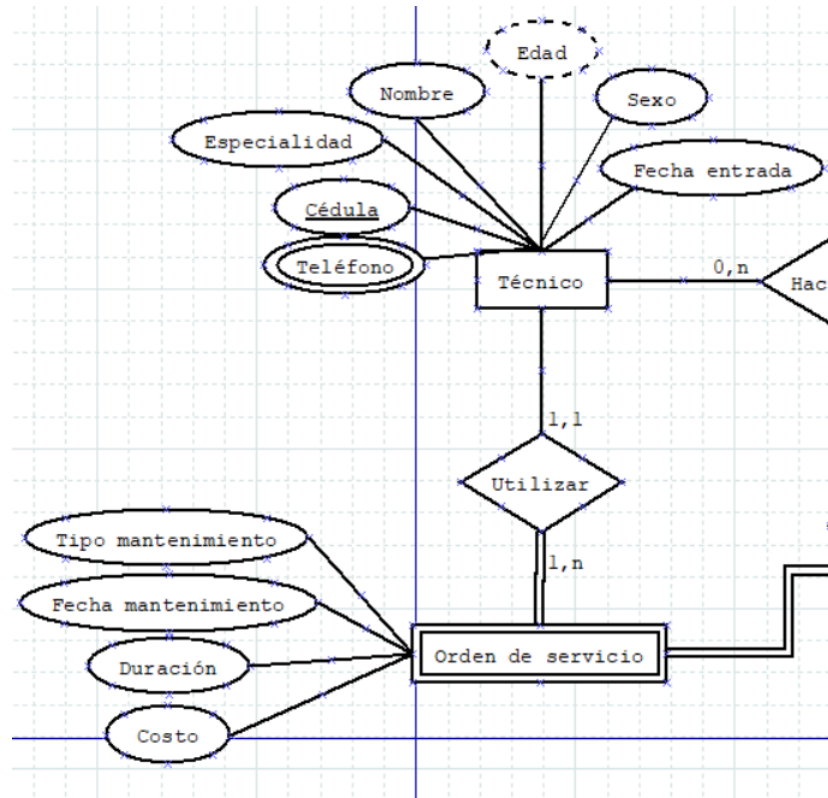 Edad
Nombre
Sexo
Especialidad
Fecha entrada
Cédula
Teléfono
Técnico
0,n
Hac
1,1
Utilizar
1,n
Tipo mantenimiento
Fecha mantenimiento
Orden de servicio
Duración
Costo